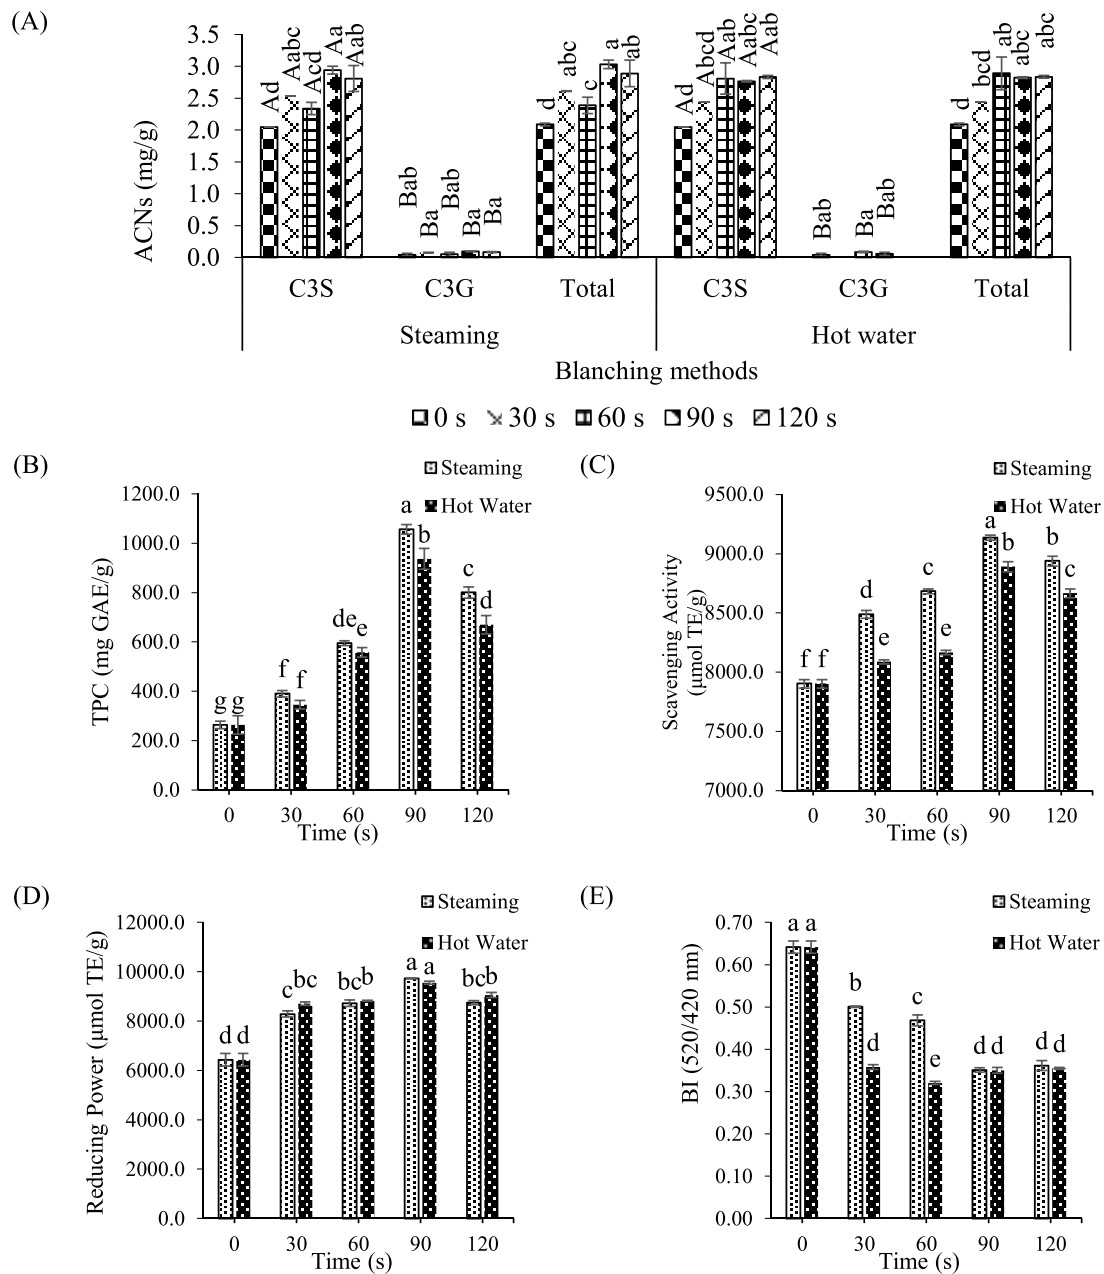 (A)
ACNs (mg/g)
3.5
3.0
2.5
2.0
1.5
1.0
0.5
0.0
Ad Aabc Acd Aa Aab
Bab Ba Bab Ba Ba
d abc c a ab
Ad Abcd Aab Aabc Aab
Bab Ba Bab
d bcd ab abc abc
C3S C3G Total C3S C3G Total
Steaming Hot water
Blanching methods
0 s 30 s 60 s 90 s 120 s
(B)
Steaming
Hot Water
TPC (mg GAE/g)
1200.0
1000.0
800.0
600.0
400.0
200.0
0.0
g g f f de e a b c d
0 30 60 90 120
Time (s)
(C)
Steaming
Hot Water
Scavenging Activity
(µmol TE/g)
9500.0
9000.0
8500.0
8000.0
7500.0
7000.0
f f d e c e a b b c
0 30 60 90 120
Time (s)
(D)
Steaming
Hot Water
Reducing Power (µmol TE/g)
12000.0
10000.0
8000.0
6000.0
4000.0
2000.0
0.0
d d c bc bc b a a bc b
0 30 60 90 120
Time (s)
(E)
Steaming
Hot Water
BI (520/420 nm)
0.70
0.60
0.50
0.40
0.30
0.20
0.10
0.00
a a b d c e d d d d
0 30 60 90 120
Time (s)